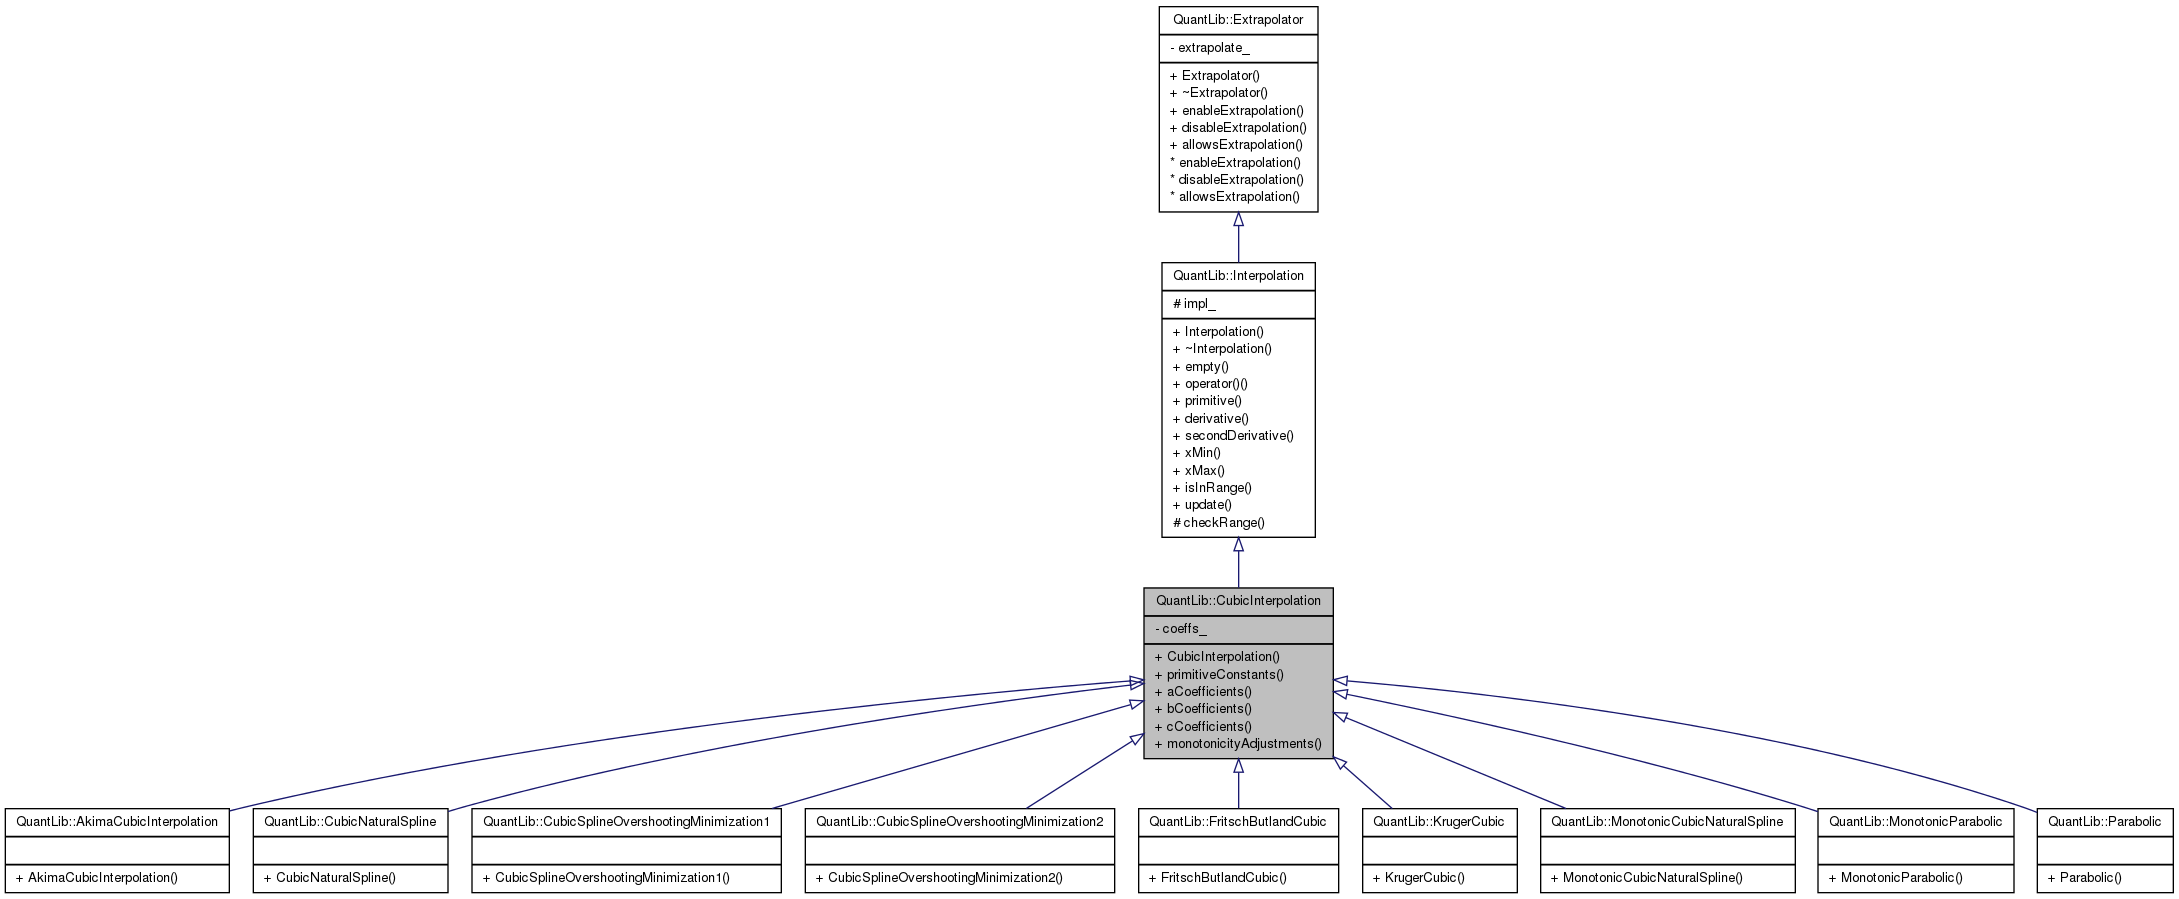 QuantLib::Extrapolator
- extrapolate_
+ Extrapolator()
+ ~Extrapolator()
+ enableExtrapolation()
+ disableExtrapolation()
+ allowsExtrapolation()
* enableExtrapolation()
* disableExtrapolation()
* allowsExtrapolation()
QuantLib::Interpolation
# impl_
+ Interpolation()
+ ~Interpolation()
+ empty()
+ operator()()
+ primitive()
+ derivative()
+ secondDerivative()
+ xMin()
+ xMax()
+ isInRange()
+ update()
# checkRange()
QuantLib::CubicInterpolation
- coeffs_
+ CubicInterpolation()
+ primitiveConstants()
+ aCoefficients()
+ bCoefficients()
+ cCoefficients()
+ monotonicityAdjustments()
QuantLib::AkimaCubicInterpolation
+ AkimaCubicInterpolation()
QuantLib::CubicNaturalSpline
+ CubicNaturalSpline()
QuantLib::CubicSplineOvershootingMinimization1
+ CubicSplineOvershootingMinimization1()
QuantLib::CubicSplineOvershootingMinimization2
+ CubicSplineOvershootingMinimization2()
QuantLib::FritschButlandCubic
+ FritschButlandCubic()
QuantLib::KrugerCubic
+ KrugerCubic()
QuantLib::MonotonicCubicNaturalSpline
+ MonotonicCubicNaturalSpline()
QuantLib::MonotonicParabolic
+ MonotonicParabolic()
QuantLib::Parabolic
+ Parabolic()